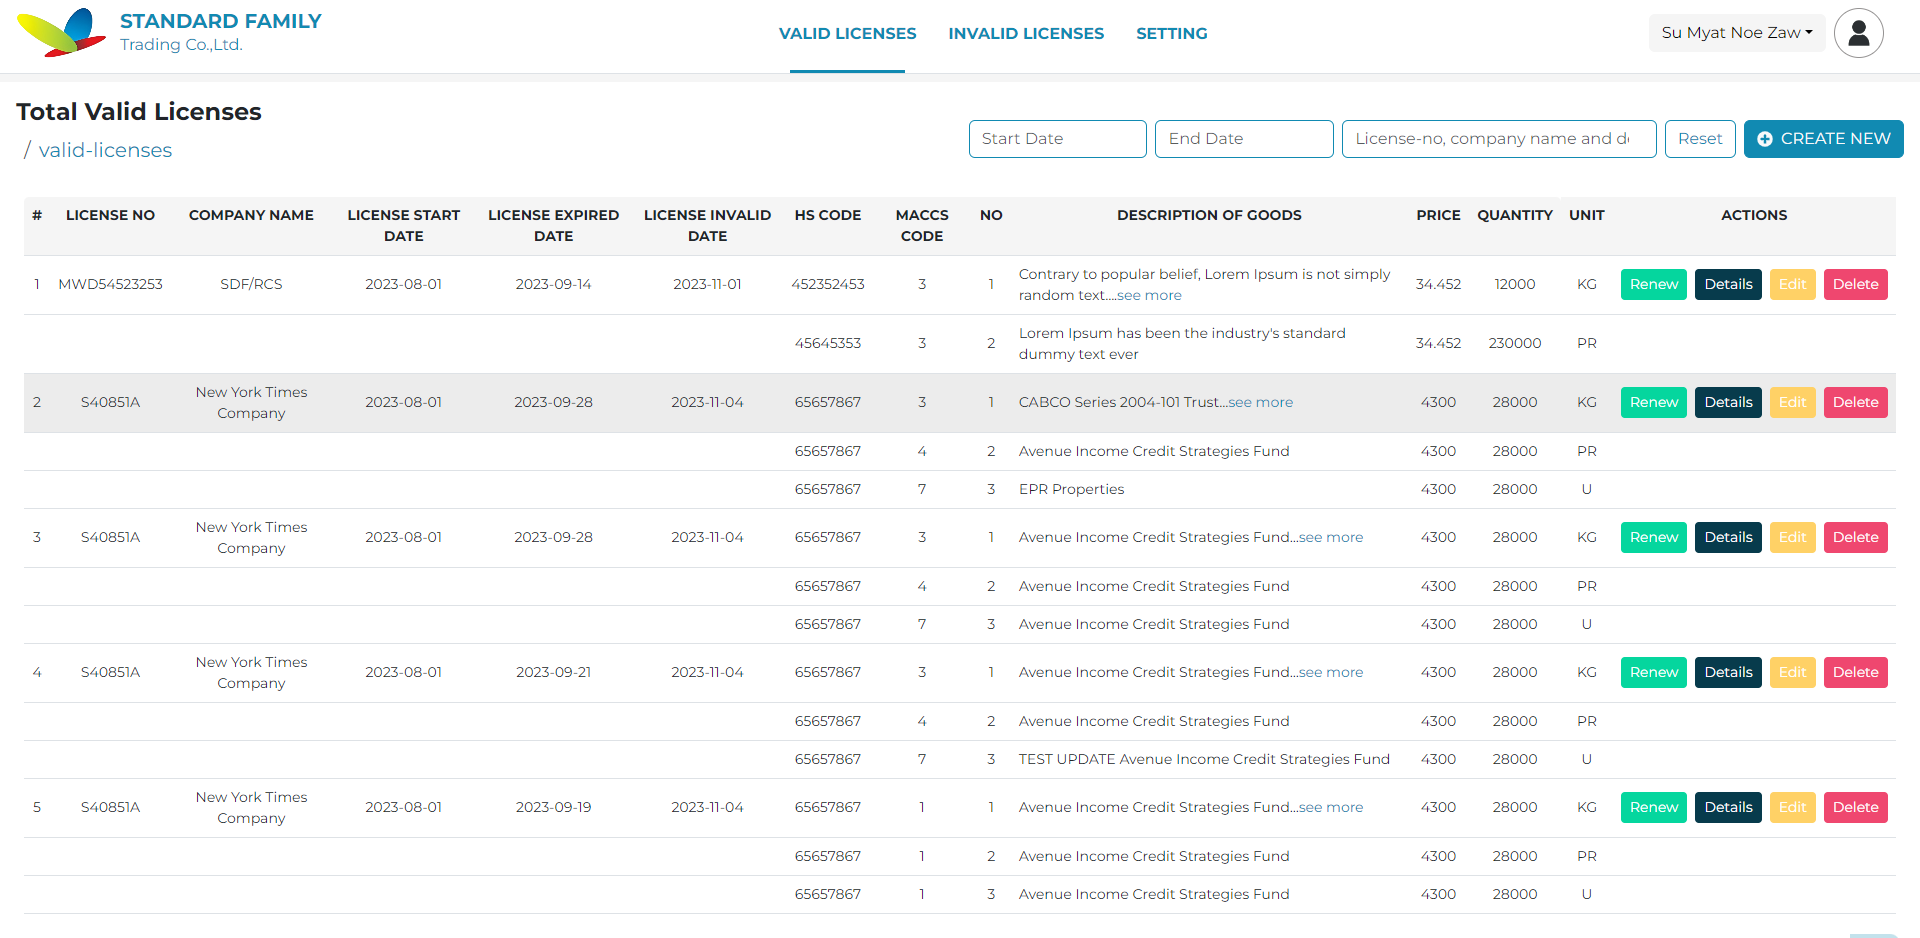 STANDARD FAMILY
Trading Co.,Ltd.
VALID LICENSES INVALID LICENSES SETTING
Su Myat Noe Zaw
Total Valid Licenses
/ valid-licenses
Start Date End Date License-no, company name and d Reset CREATE NEW
# LICENSE NO COMPANY NAME LICENSE START DATE LICENSE EXPIRED DATE LICENSE INVALID DATE HS CODE MACCS CODE NO DESCRIPTION OF GOODS PRICE QUANTITY UNIT ACTIONS
1 MWD54523253 SDF/RCS 2023-08-01 2023-09-14 2023-11-01 452352453 3 1 Contrary to popular belief, Lorem Ipsum is not simply random text....see more 34.452 12000 KG Renew Details Edit Delete
45645353 3 2 Lorem Ipsum has been the industry's standard dummy text ever 34.452 230000 PR
2 S40851A New York Times Company 2023-08-01 2023-09-28 2023-11-04 65657867 3 1 CABCO Series 2004-101 Trust...see more 4300 28000 KG Renew Details Edit Delete
65657867 4 2 Avenue Income Credit Strategies Fund 4300 28000 PR
65657867 7 3 EPR Properties 4300 28000 U
3 S40851A New York Times Company 2023-08-01 2023-09-28 2023-11-04 65657867 3 1 Avenue Income Credit Strategies Fund...see more 4300 28000 KG Renew Details Edit Delete
65657867 4 2 Avenue Income Credit Strategies Fund 4300 28000 PR
65657867 7 3 Avenue Income Credit Strategies Fund 4300 28000 U
4 S40851A New York Times Company 2023-08-01 2023-09-21 2023-11-04 65657867 3 1 Avenue Income Credit Strategies Fund...see more 4300 28000 KG Renew Details Edit Delete
65657867 4 2 Avenue Income Credit Strategies Fund 4300 28000 PR
65657867 7 3 TEST UPDATE Avenue Income Credit Strategies Fund 4300 28000 U
5 S40851A New York Times Company 2023-08-01 2023-09-19 2023-11-04 65657867 1 1 Avenue Income Credit Strategies Fund...see more 4300 28000 KG Renew Details Edit Delete
65657867 1 2 Avenue Income Credit Strategies Fund 4300 28000 PR
65657867 1 3 Avenue Income Credit Strategies Fund 4300 28000 U